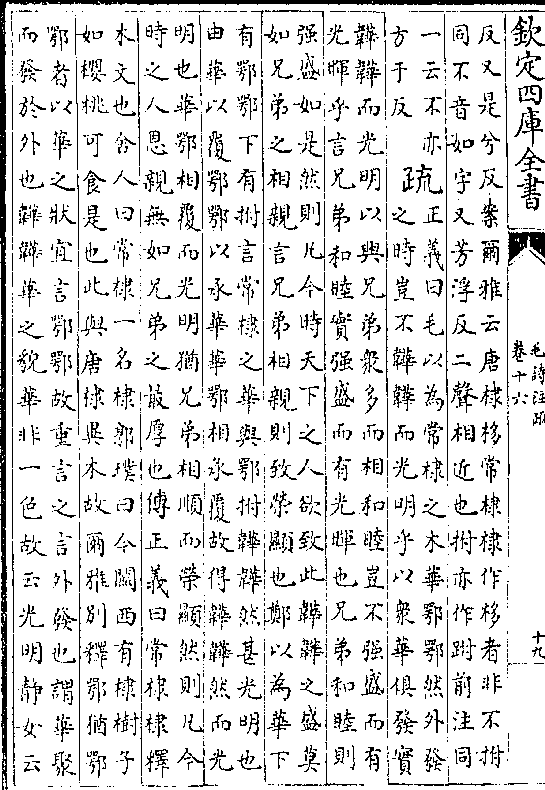 欽定四庫全書
毛詩注疏
卷十六
十九
反又是兮反案爾雅云唐棣栘常棣棣作栘者非不拊
同不音如字又芳浮反二聲相近也拊亦作跗前注同
一云不亦
方于反
疏
正義曰毛以為常棣之木華鄂鄂然外發
之時豈不韡韡而光明乎以衆華俱發實
韡韡而光明以興兄弟衆多而相和睦豈不强盛而有
光暉乎言兄弟和睦實强盛而有光暉也兄弟和睦則
强盛如是然則凡今時天下之人欲致此韡韡之盛莫
如兄弟之相親言兄弟相親則致榮顯也鄭以為華下
有鄂鄂下有拊言常棣之華與鄂拊韡韡然甚光明也
由華以覆鄂鄂以承華華鄂相承覆故得韡韡然而光
明也華鄂相覆而光明猶兄弟相順而榮顯然則凡今
時之人恩親無如兄弟之最厚也傳正義曰常棣棣釋
木文也舍人曰常棣一名棣郭璞曰今關西有棣樹子
如櫻桃可食是也此與唐棣異木故爾雅别釋鄂猶鄂
鄂者以華之狀宜言鄂鄂故重言之言外發也謂華聚
而發於外也韡韡華之貌華非一色故云光明静女云